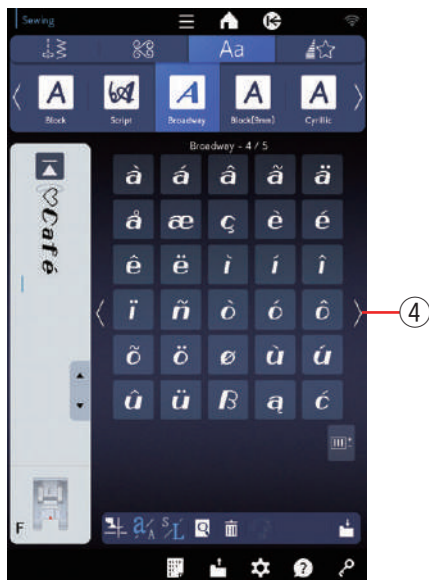 Sewing
Aa
A A A A A
Block Script Broadway Block[9mm] Cyrillic
Broadway - 4 / 5
à á â ã ä
å æ ç è é
ê ë ì í î
ï ñ ò ó ô
õ ö ø ù ú
û ü ß ą ć
♡Café
F
a/A S/L
?
4